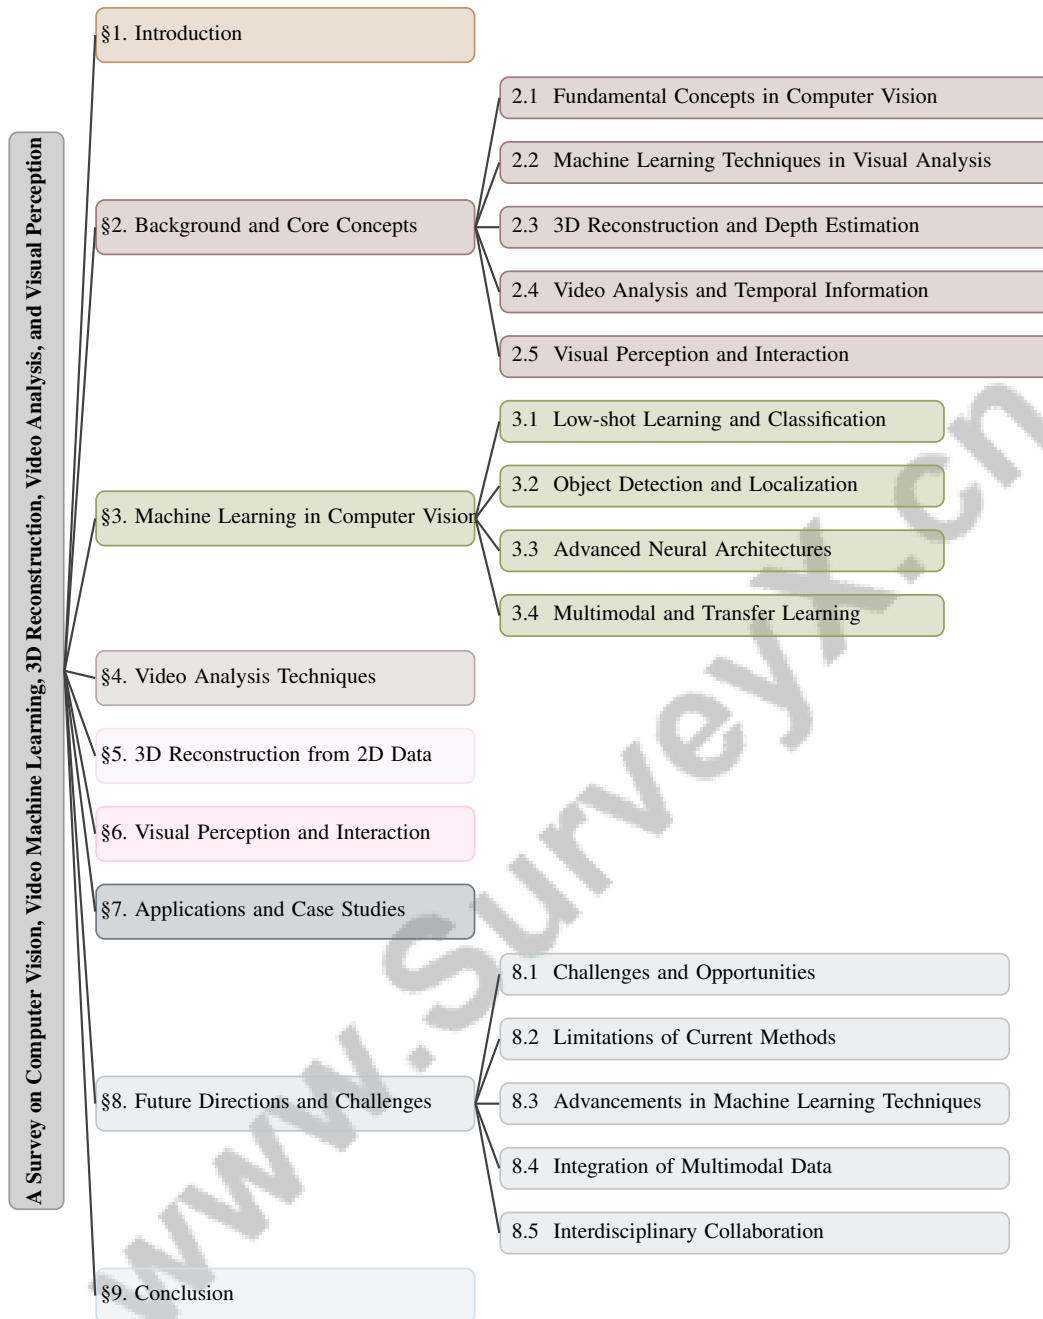 A Survey on Computer Vision, Video Machine Learning, 3D Reconstruction, Video Analysis, and Visual Perception
§1. Introduction
§2. Background and Core Concepts
2.1 Fundamental Concepts in Computer Vision
2.2 Machine Learning Techniques in Visual Analysis
2.3 3D Reconstruction and Depth Estimation
2.4 Video Analysis and Temporal Information
2.5 Visual Perception and Interaction
§3. Machine Learning in Computer Vision
3.1 Low-shot Learning and Classification
3.2 Object Detection and Localization
3.3 Advanced Neural Architectures
3.4 Multimodal and Transfer Learning
§4. Video Analysis Techniques
§5. 3D Reconstruction from 2D Data
§6. Visual Perception and Interaction
§7. Applications and Case Studies
§8. Future Directions and Challenges
8.1 Challenges and Opportunities
8.2 Limitations of Current Methods
8.3 Advancements in Machine Learning Techniques
8.4 Integration of Multimodal Data
8.5 Interdisciplinary Collaboration
§9. Conclusion
www.SurveyX.cn